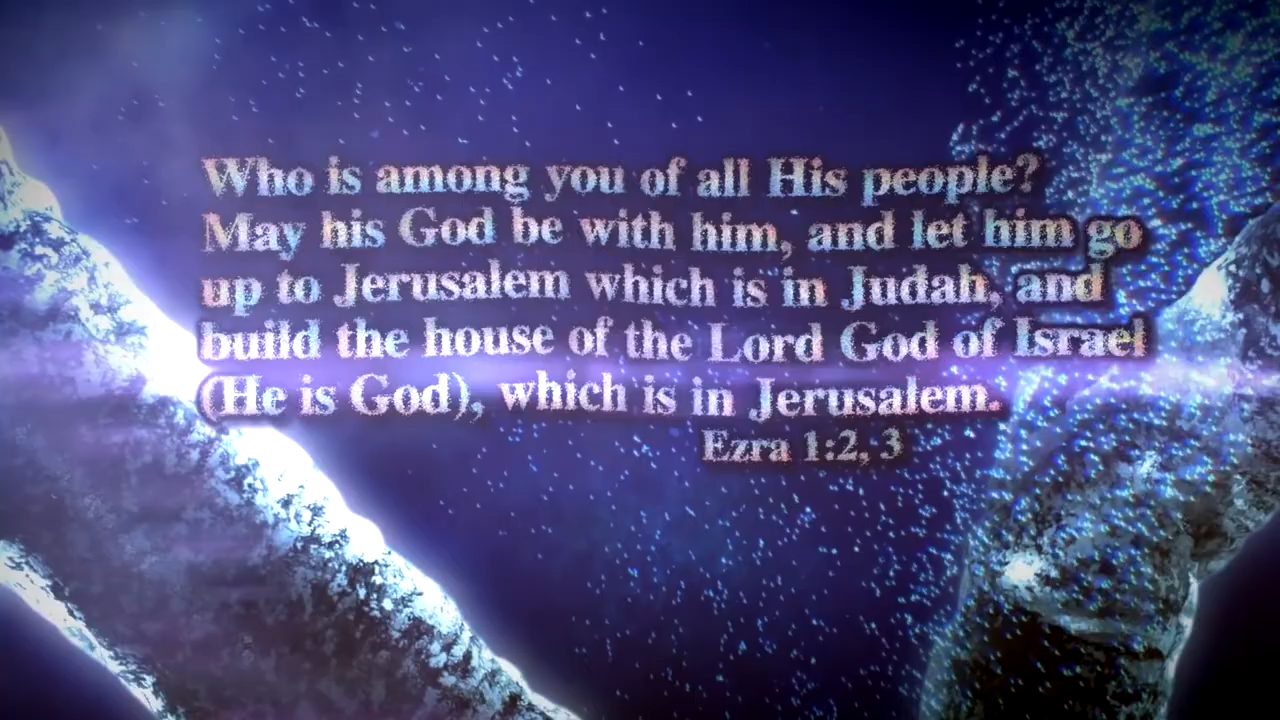 Who is among you of all His people?
May his God be with him, and let him go
up to Jerusalem which is in Judah, and
build the house of the Lord God of Israel
(He is God), which is in Jerusalem.
Ezra 1:2, 3